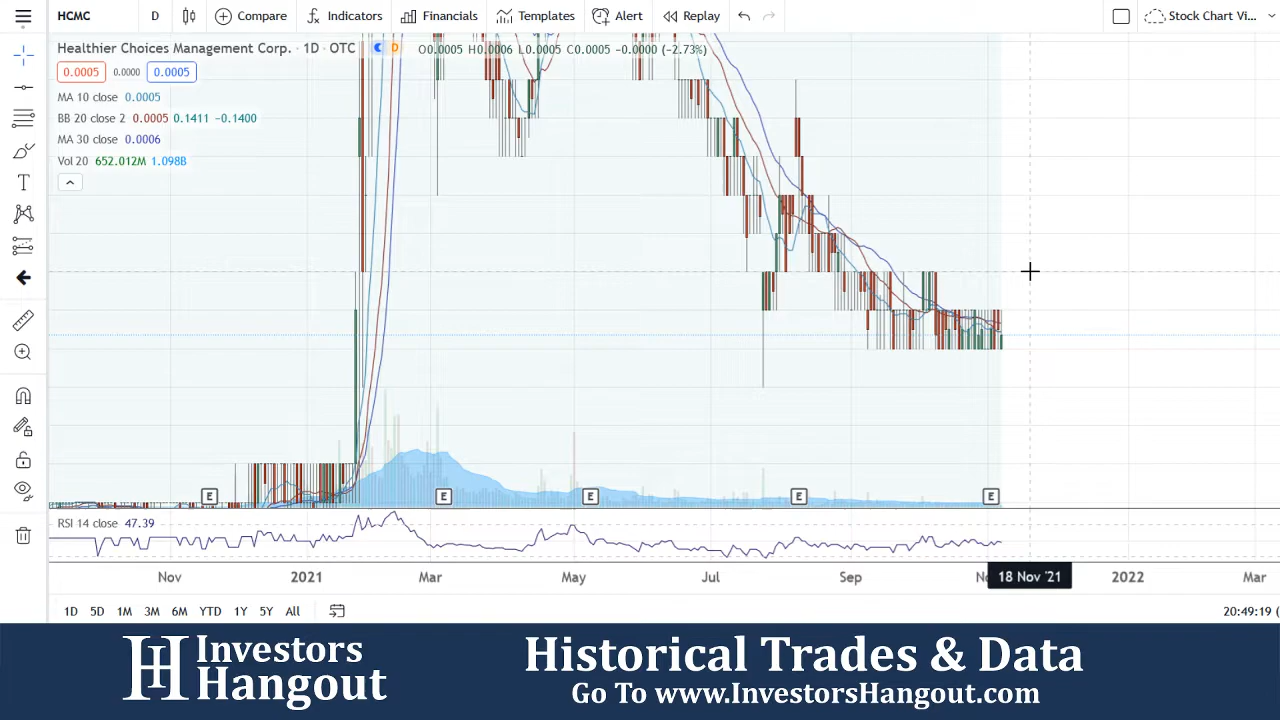 HCMC D Compare Indicators Financials Templates Alert Replay Stock Chart Vi...
Healthier Choices Management Corp. · 1D · OTC D O0.0005 H0.0006 L0.0005 C0.0005 −0.0000 (−2.73%)
0.0005 0.0000 0.0005
MA 10 close 0.0005
BB 20 close 2 0.0005 0.1411 −0.1400
MA 30 close 0.0006
Vol 20 652.012M 1.098B
E E E E E
RSI 14 close 47.39
Nov 2021 Mar May Jul Sep 18 Nov '21 2022 Mar
1D 5D 1M 3M 6M YTD 1Y 5Y All 20:49:19
Investors
Hangout
Historical Trades & Data
Go To www.InvestorsHangout.com